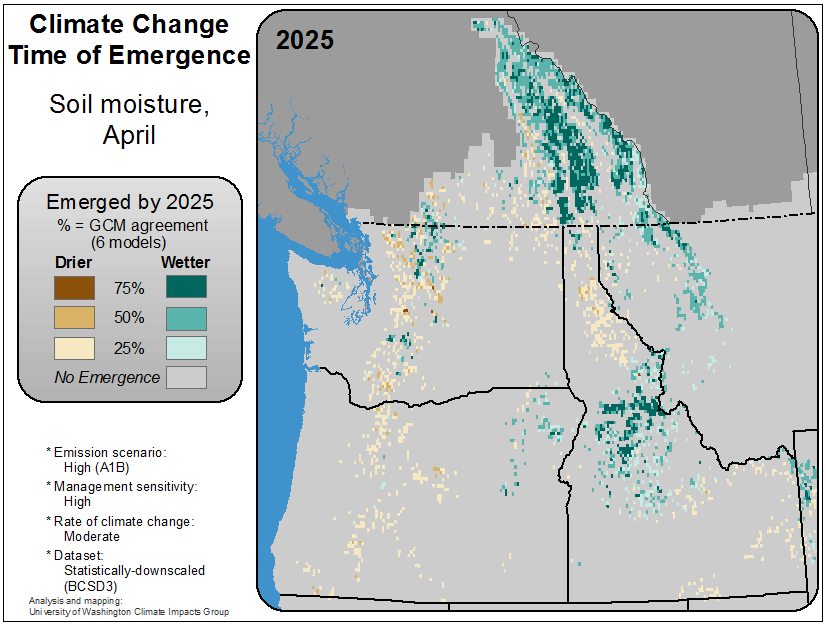 Climate Change
Time of Emergence
Soil moisture,
April
Emerged by 2025
% = GCM agreement
(6 models)
Drier Wetter
75%
50%
25%
No Emergence
* Emission scenario:
High (A1B)
* Management sensitivity:
High
* Rate of climate change:
Moderate
* Dataset:
Statistically-downscaled
(BCSD3)
Analysis and mapping:
University of Washington Climate Impacts Group
2025